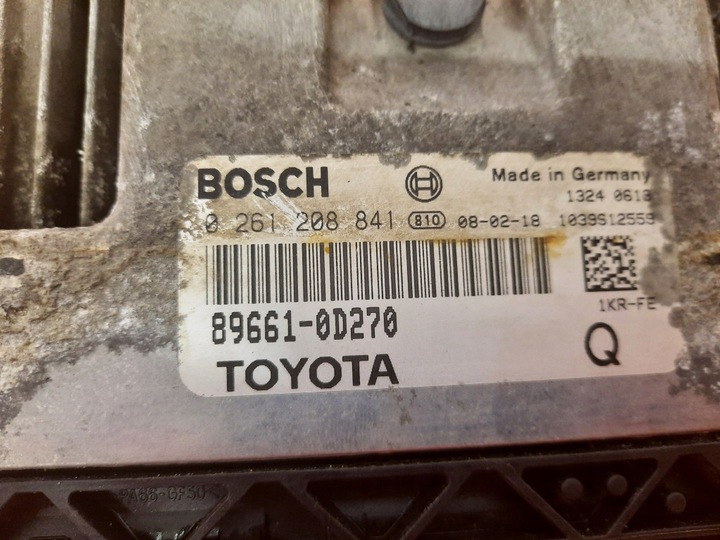 BOSCH
Made in Germany
1324 0613
0 261 208 841 810 08-02-18 1039S12559
1KR-FE
89661-0D270
Q
TOYOTA